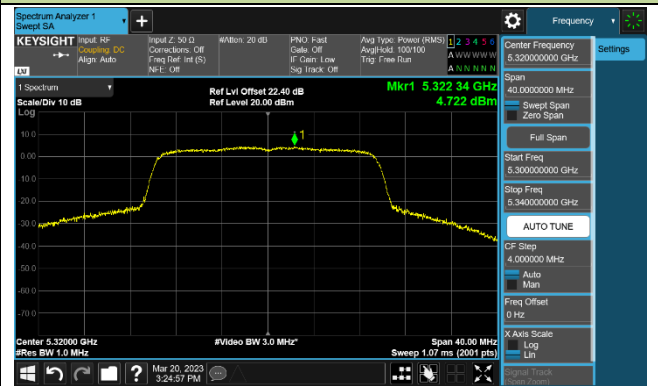 Spectrum Analyzer 1
Swept SA
Frequency
KEYSIGHT
Input: RF
Coupling: DC
Align: Auto
LXI
Input Z: 50 Ω
Corrections: Off
Freq Ref: Int (S)
NFE: Off
#Atten: 20 dB
PNO: Fast
Gate: Off
IF Gain: Low
Sig Track: Off
Avg Type: Power (RMS)
Avg|Hold: 100/100
Trig: Free Run
1 2 3 4 5 6
A W W W W W
A N N N N N
1 Spectrum
Scale/Div 10 dB
Log
Ref Lvl Offset 22.40 dB
Ref Level 20.00 dBm
Mkr1 5.322 34 GHz
4.722 dBm
1
10.0
0.00
-10.0
-20.0
-30.0
-40.0
-50.0
-60.0
-70.0
Center 5.32000 GHz
#Res BW 1.0 MHz
#Video BW 3.0 MHz*
Span 40.00 MHz
Sweep 1.07 ms (2001 pts)
Mar 20, 2023
3:24:57 PM
Center Frequency
5.320000000 GHz
Settings
Span
40.0000000 MHz
Swept Span
Zero Span
Full Span
Start Freq
5.300000000 GHz
Stop Freq
5.340000000 GHz
AUTO TUNE
CF Step
4.000000 MHz
Auto
Man
Freq Offset
0 Hz
X Axis Scale
Log
Lin
Signal Track
(Span Zoom)